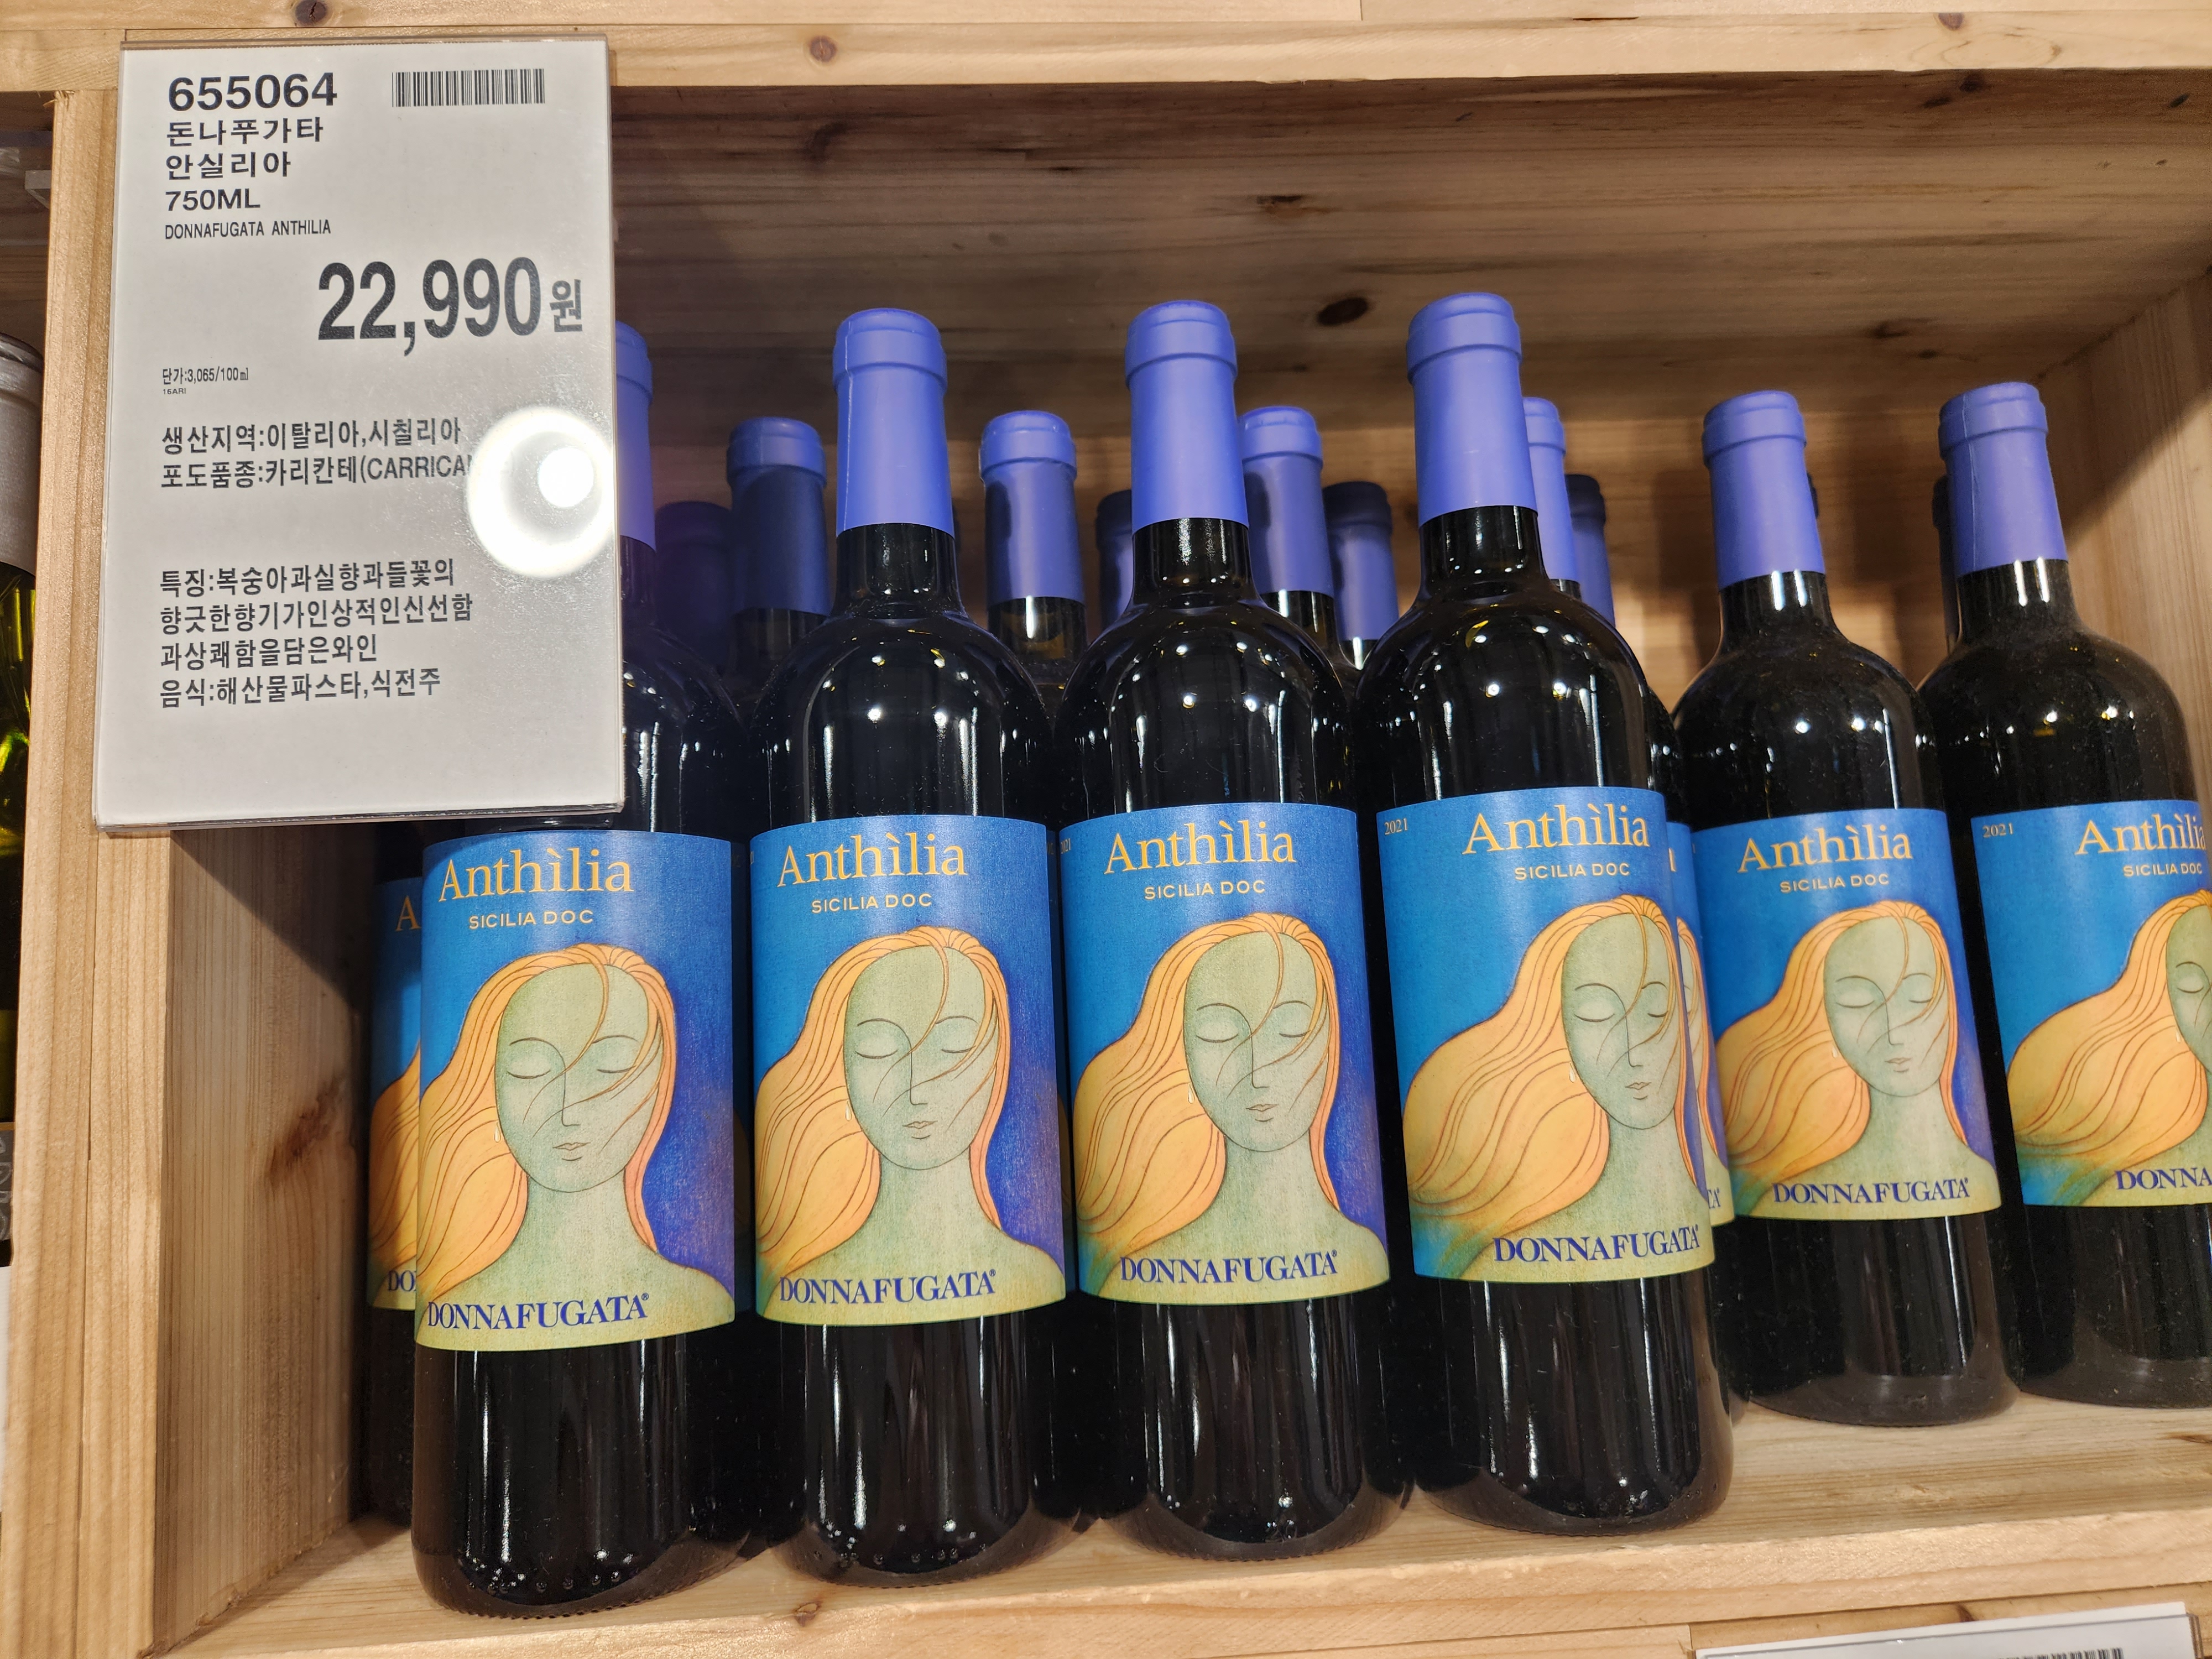 655064
돈나푸가타
안실리아
750ML
DONNAFUGATA ANTHILIA
22,990원
단가:3,065/100㎖
16ARI
생산지역:이탈리아,시칠리아
포도품종:카리칸테
특징:복숭아과실향과들꽃의
향긋한향기가인상적인신선함
과상쾌함을담은와인
음식:해산물파스타,식전주
Anthìlia
SICILIA DOC
DONNAFUGATA®
Anthìlia
SICILIA DOC
DONNAFUGATA®
2021
Anthìlia
SICILIA DOC
DONNAFUGATA®
2021
Anthìlia
SICILIA DOC
DONNAFUGATA®
Anthìlia
SICILIA DOC
DONNAFUGATA®
2021
Anthìlia
SICILIA DOC